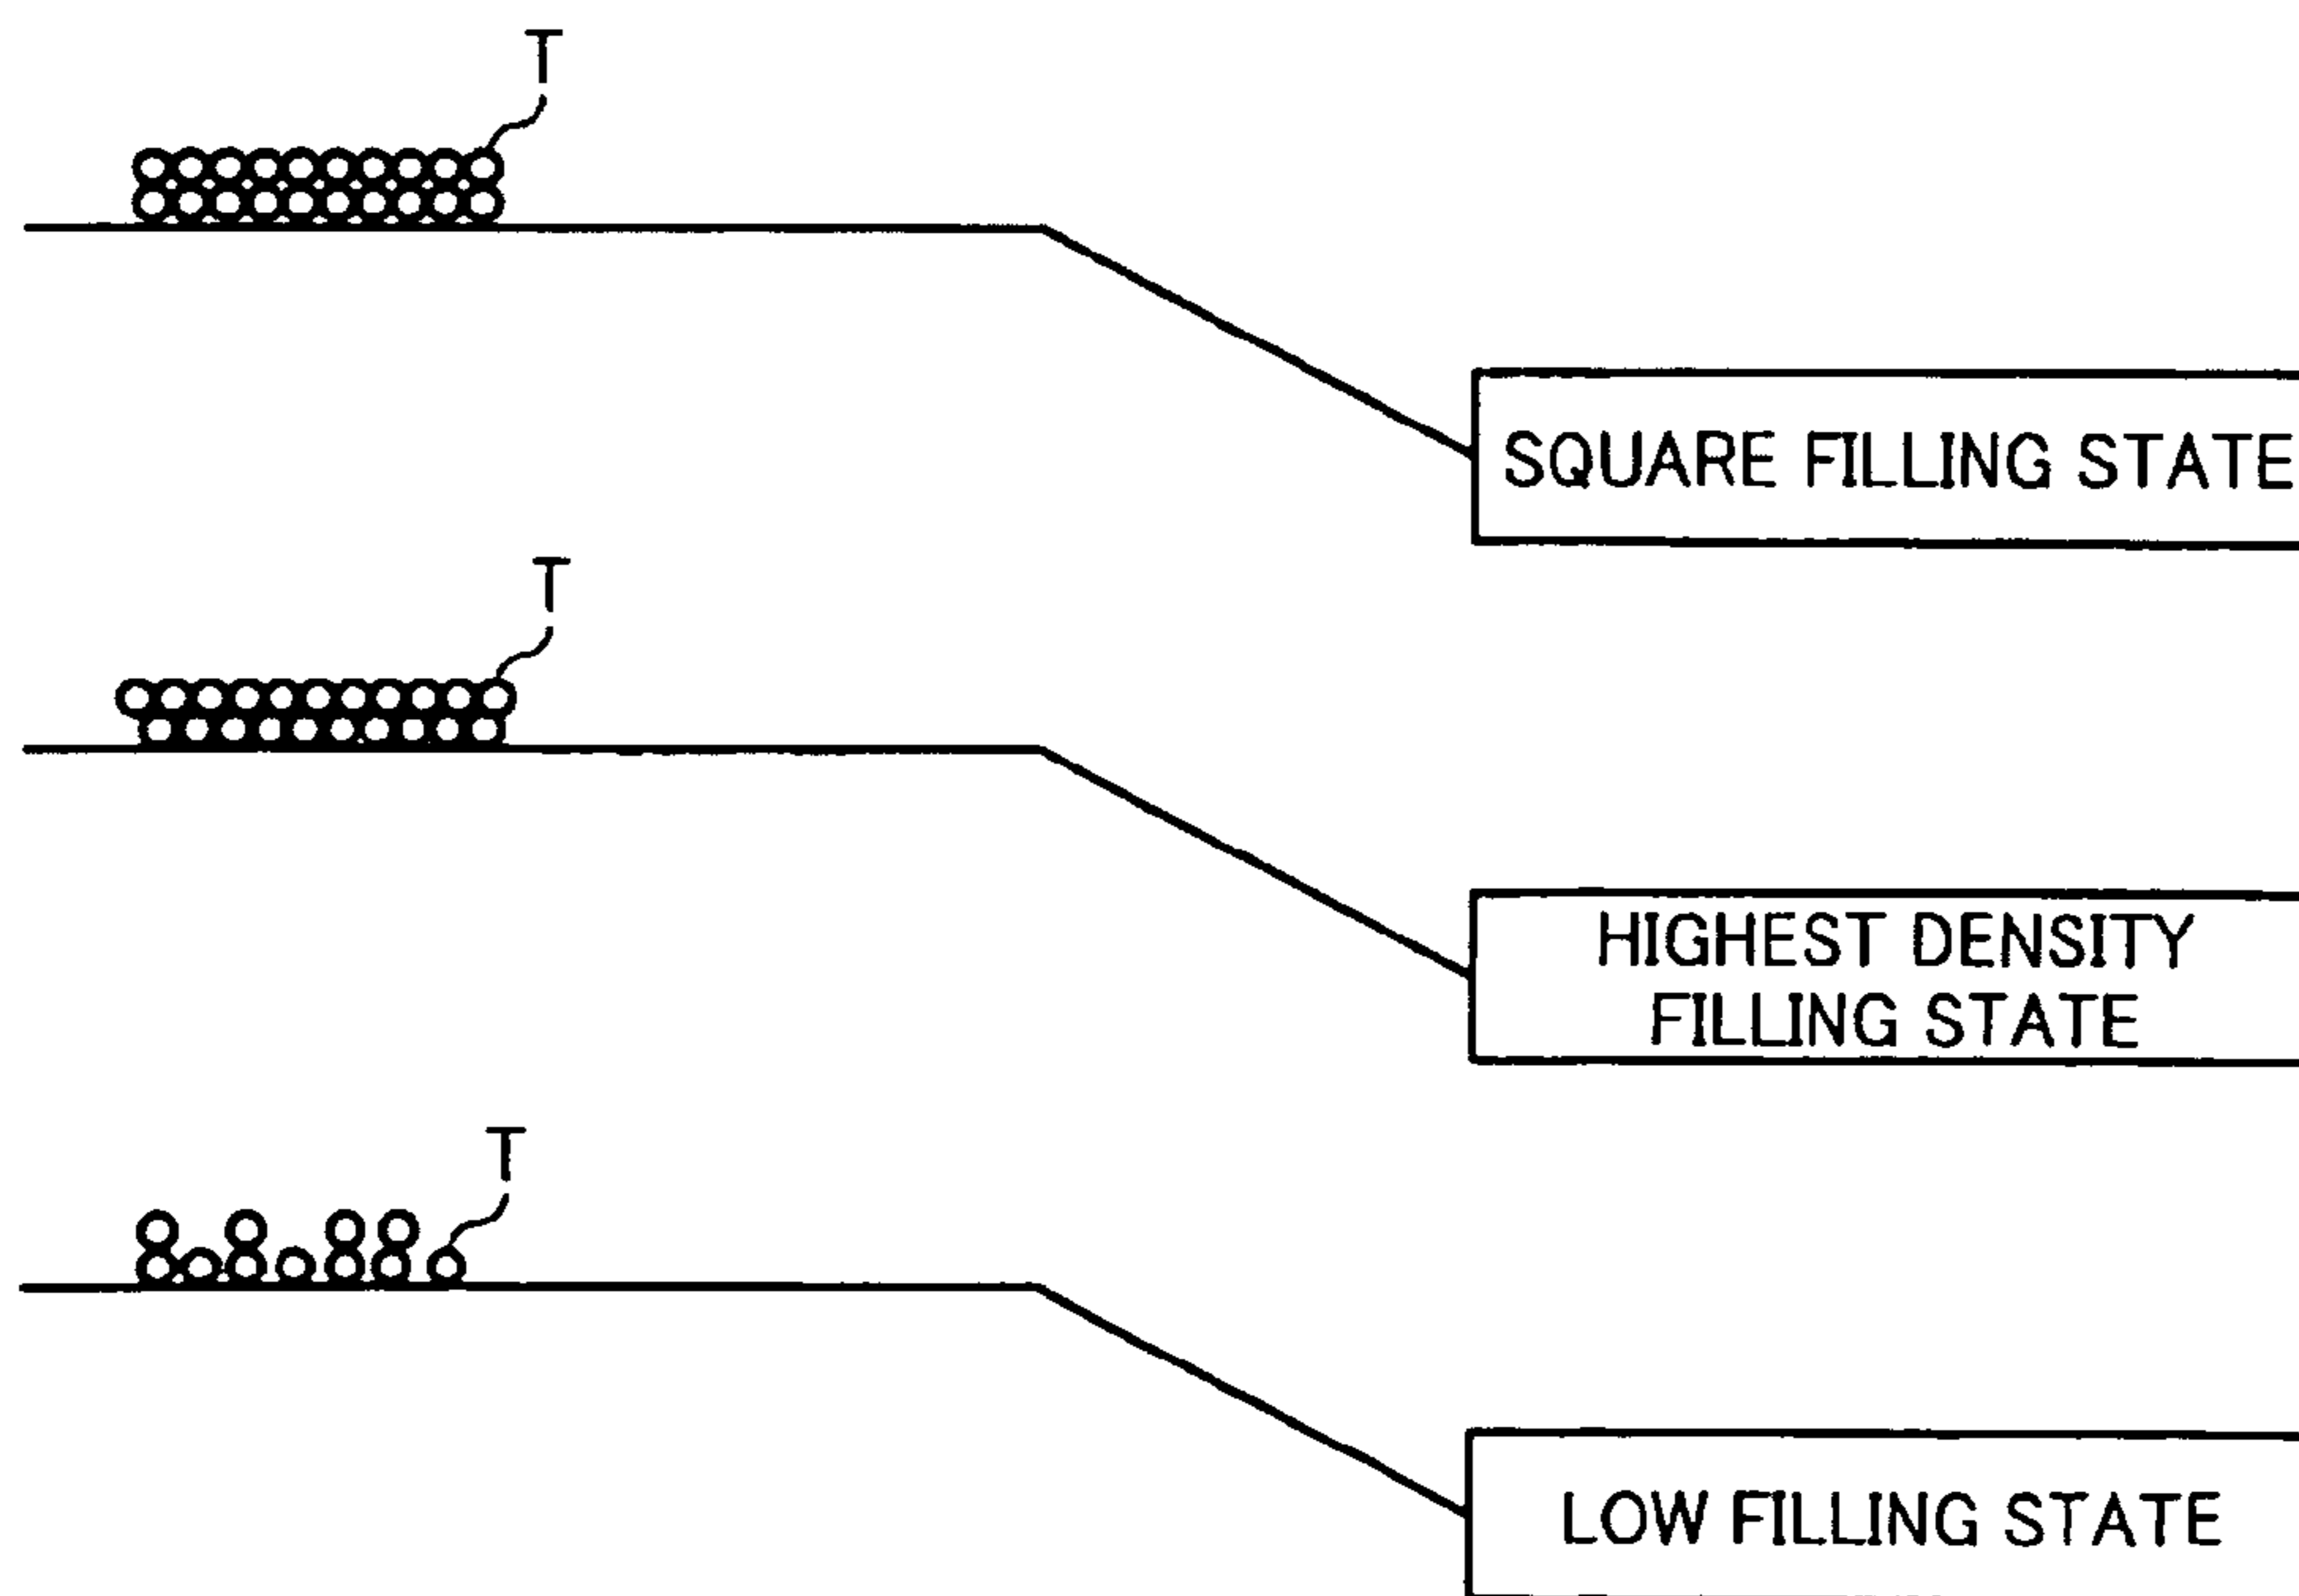 T
SQUARE FILLING STATE
T
HIGHEST DENSITY
FILLING STATE
T
LOW FILLING STATE